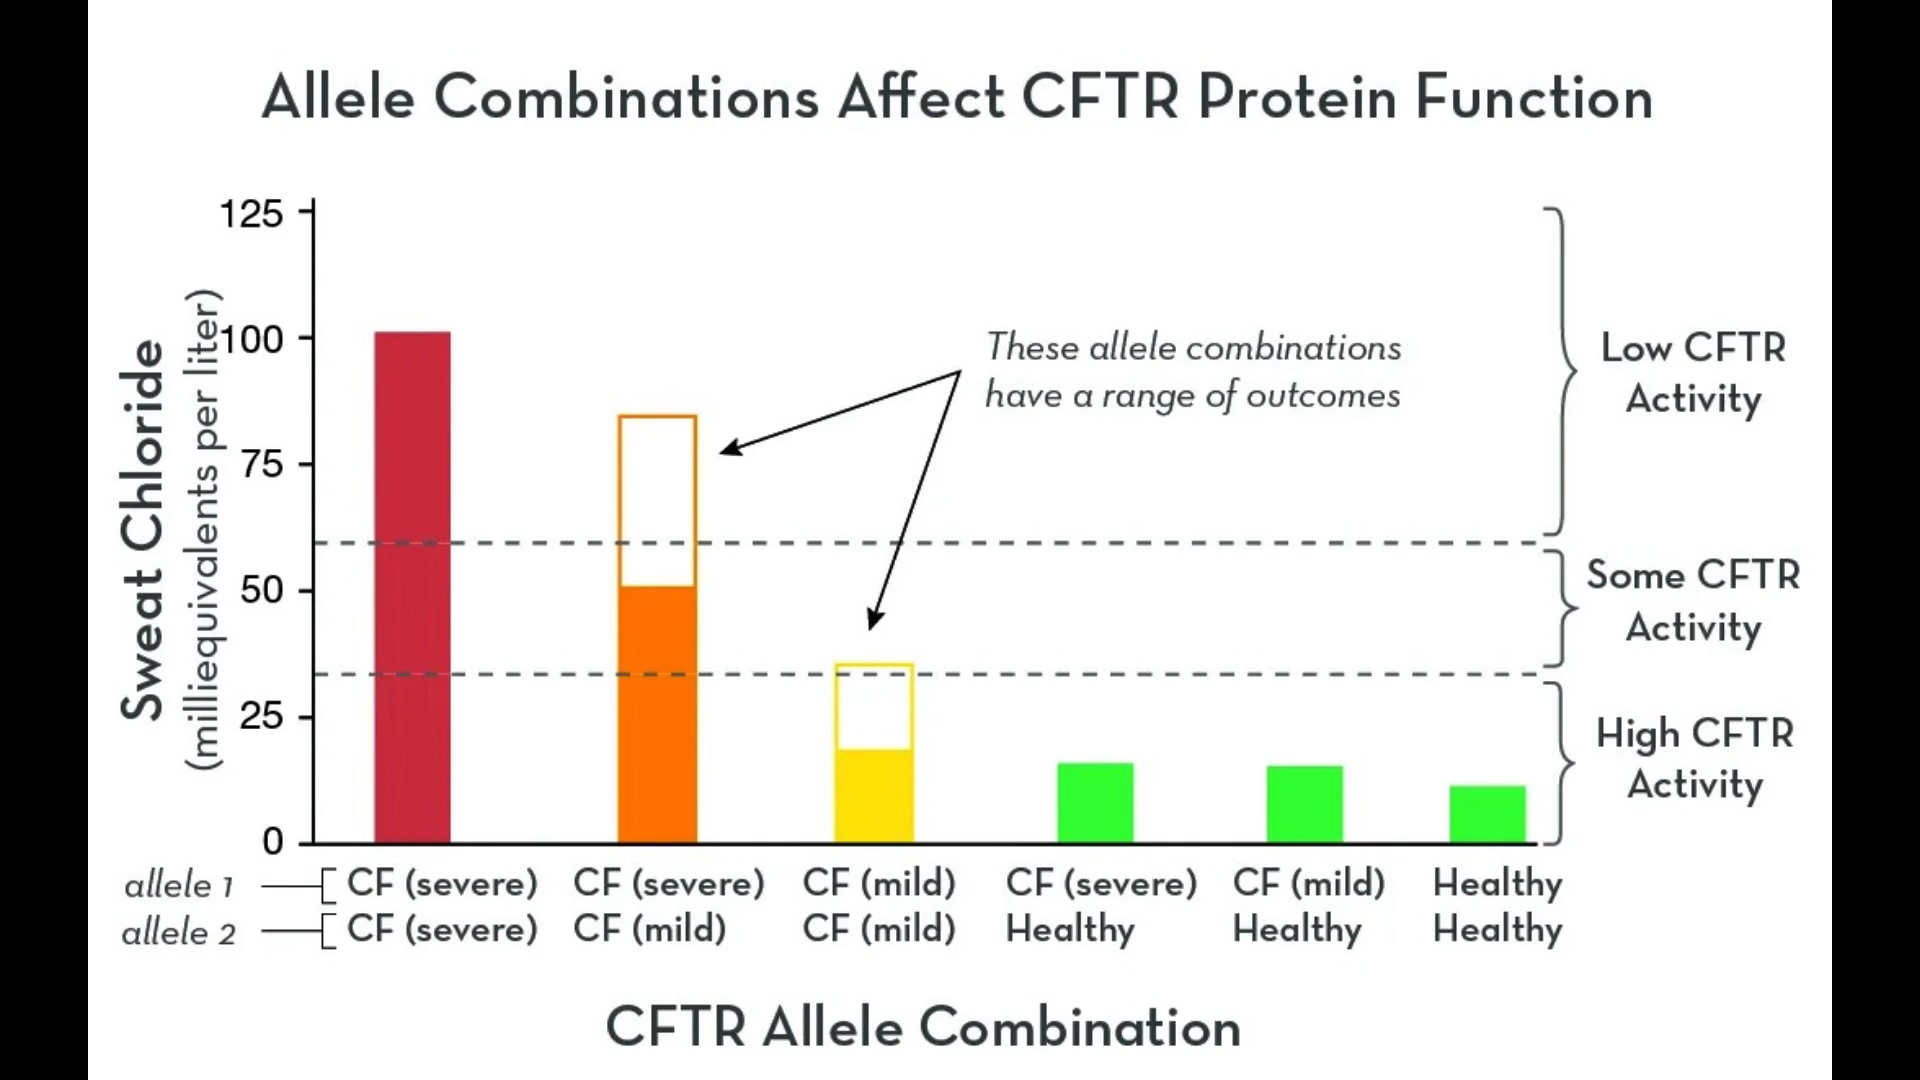 Allele Combinations Affect CFTR Protein Function
Sweat Chloride
(milliequivalents per liter)
125
100
75
50
25
0
These allele combinations
have a range of outcomes
Low CFTR
Activity
Some CFTR
Activity
High CFTR
Activity
allele 1 CF (severe) CF (severe) CF (mild) CF (severe) CF (mild) Healthy
allele 2 CF (severe) CF (mild) CF (mild) Healthy Healthy Healthy
CFTR Allele Combination